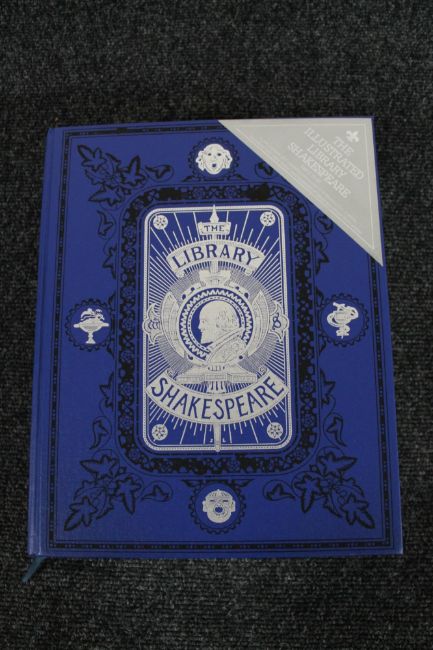 THE
ILLUSTRATED
LIBRARY
SHAKESPEARE
THE
LIBRARY
SHAKESPEARE